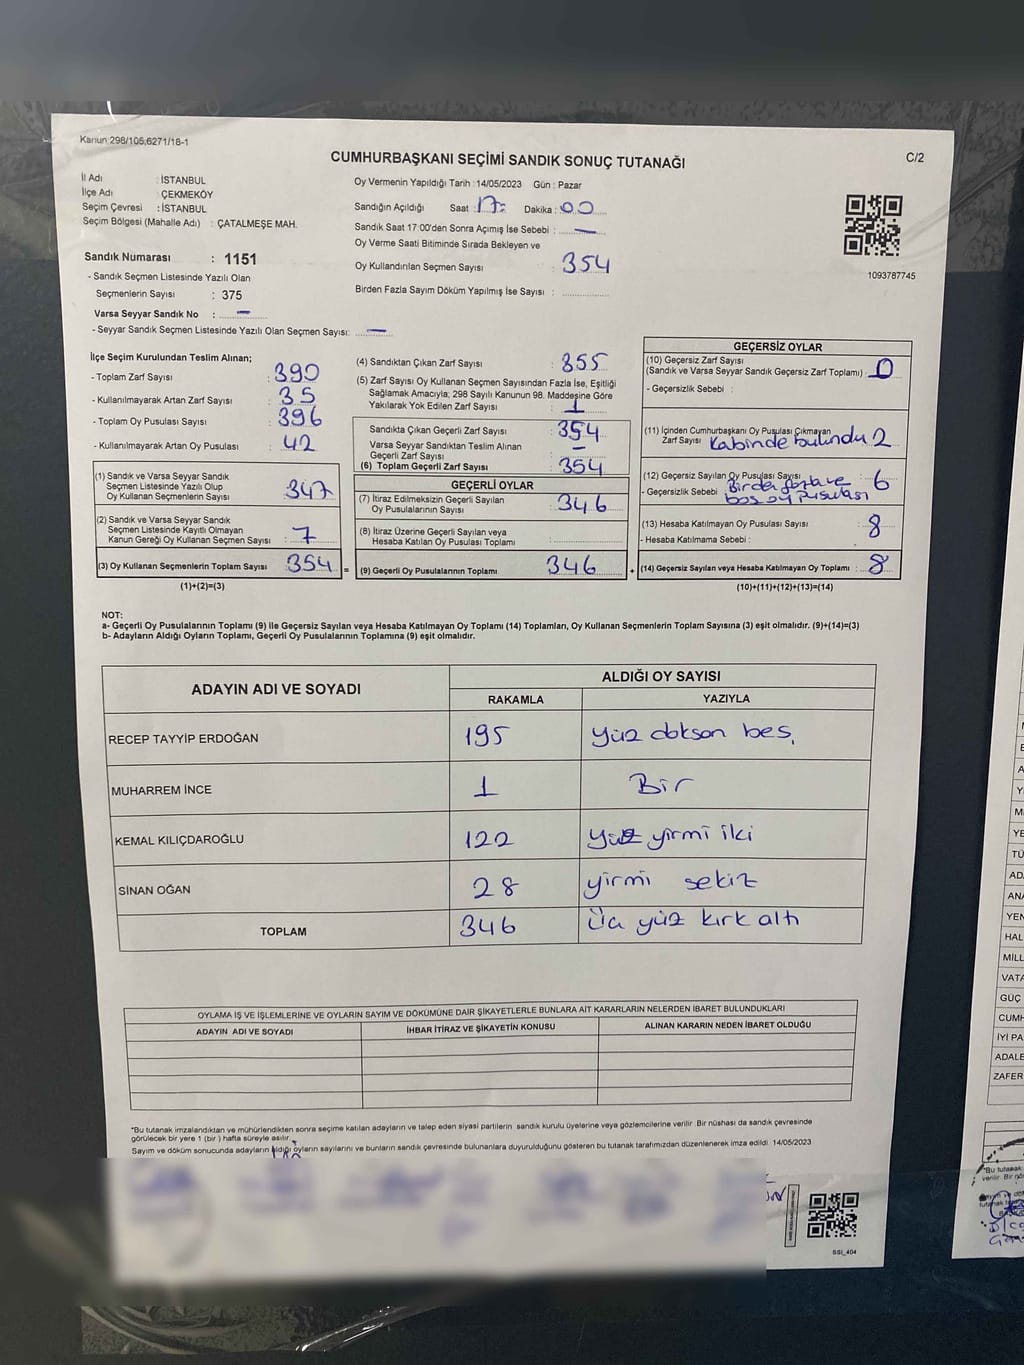 Kanun 298/105,6271/18-1
C/2
CUMHURBAŞKANI SEÇİMİ SANDIK SONUÇ TUTANAĞI
İl Adı : İSTANBUL
İlçe Adı : ÇEKMEKÖY
Seçim Çevresi : İSTANBUL
Seçim Bölgesi (Mahalle Adı) : ÇATALMEŞE MAH.
Sandık Numarası : 1151
- Sandık Seçmen Listesinde Yazılı Olan
Seçmenlerin Sayısı : 375
Varsa Seyyar Sandık No : -
- Seyyar Sandık Seçmen Listesinde Yazılı Olan Seçmen Sayısı: -
Oy Vermenin Yapıldığı Tarih : 14/05/2023 Gün : Pazar
Sandığın Açıldığı Saat : 17: Dakika : 00
Sandık Saat 17:00'den Sonra Açımış İse Sebebi : -
Oy Verme Saati Bitiminde Sırada Bekleyen ve
Oy Kullandırılan Seçmen Sayısı : 354
Birden Fazla Sayım Döküm Yapılmış İse Sayısı :
1093787745
İlçe Seçim Kurulundan Teslim Alınan;
- Toplam Zarf Sayısı : 390
- Kullanılmayarak Artan Zarf Sayısı : 35
- Toplam Oy Pusulası Sayısı : 396
- Kullanılmayarak Artan Oy Pusulası : 42
(1) Sandık ve Varsa Seyyar Sandık
Seçmen Listesinde Yazılı Olup
Oy Kullanan Seçmenlerin Sayısı : 347
(2) Sandık ve Varsa Seyyar Sandık
Seçmen Listesinde Kayıtlı Olmayan
Kanun Gereği Oy Kullanan Seçmen Sayısı : 7
(3) Oy Kullanan Seçmenlerin Toplam Sayısı : 354 =
(1)+(2)=(3)
(4) Sandıktan Çıkan Zarf Sayısı : 355
(5) Zarf Sayısı Oy Kullanan Seçmen Sayısından Fazla İse, Eşitliği
Sağlamak Amacıyla; 298 Sayılı Kanunun 98. Maddesine Göre
Yakılarak Yok Edilen Zarf Sayısı : 1
Sandıkta Çıkan Geçerli Zarf Sayısı : 354
Varsa Seyyar Sandıktan Teslim Alınan
Geçerli Zarf Sayısı : -
(6) Toplam Geçerli Zarf Sayısı : 354
GEÇERLİ OYLAR
(7) İtiraz Edilmeksizin Geçerli Sayılan
Oy Pusulalarının Sayısı : 346
(8) İtiraz Üzerine Geçerli Sayılan veya
Hesaba Katılan Oy Pusulası Toplamı :
(9) Geçerli Oy Pusulalarının Toplamı : 346 +
GEÇERSİZ OYLAR
(10) Geçersiz Zarf Sayısı
(Sandık ve Varsa Seyyar Sandık Geçersiz Zarf Toplamı) : 0
- Geçersizlik Sebebi :
(11) İçinden Cumhurbaşkanı Oy Pusulası Çıkmayan
Zarf Sayısı Kabinde bulundu 2
(12) Geçersiz Sayılan Oy Pusulası Sayısı : 6
- Geçersizlik Sebebi Birden fazla ve
boş oy pusulası
(13) Hesaba Katılmayan Oy Pusulası Sayısı : 8
- Hesaba Katılmama Sebebi :
(14) Geçersiz Sayılan veya Hesaba Katılmayan Oy Toplamı : 8
(10)+(11)+(12)+(13)=(14)
NOT:
a- Geçerli Oy Pusulalarının Toplamı (9) ile Geçersiz Sayılan veya Hesaba Katılmayan Oy Toplamı (14) Toplamları, Oy Kullanan Seçmenlerin Toplam Sayısına (3) eşit olmalıdır. (9)+(14)=(3)
b- Adayların Aldığı Oyların Toplamı, Geçerli Oy Pusulalarının Toplamına (9) eşit olmalıdır.
ADAYIN ADI VE SOYADI
ALDIĞI OY SAYISI
RAKAMLA YAZIYLA
RECEP TAYYİP ERDOĞAN 195 Yüz doksan beş
MUHARREM İNCE 1 Bir
KEMAL KILIÇDAROĞLU 122 yüz yirmi iki
SİNAN OĞAN 28 yirmi sekiz
TOPLAM 346 Üç yüz kırk altı
OYLAMA İŞ VE İŞLEMLERİNE VE OYLARIN SAYIM VE DÖKÜMÜNE DAİR ŞİKAYETLERLE BUNLARA AİT KARARLARIN NELERDEN İBARET BULUNDUKLARI
ADAYIN ADI VE SOYADI İHBAR İTİRAZ VE ŞİKAYETİN KONUSU ALINAN KARARIN NEDEN İBARET OLDUĞU
*Bu tutanak imzalandıktan ve mühürlendikten sonra seçime katılan adayların ve talep eden siyasi partilerin sandık kurulu üyelerine veya gözlemcilerine verilir. Bir nüshası da sandık çevresinde
görülecek bir yere 1 (bir) hafta süreyle asılır.
Sayım ve döküm sonucunda adayların aldığı oyların sayılarını ve bunların sandık çevresinde bulunanlara duyurulduğunu gösteren bu tutanak tarafımızdan düzenlenerek imza edildi. 14/05/2023
SSI_404
YEN
HAL
MİLL
VATA
GÜÇ
CUMH
İYİ PA
ADALE
ZAFER